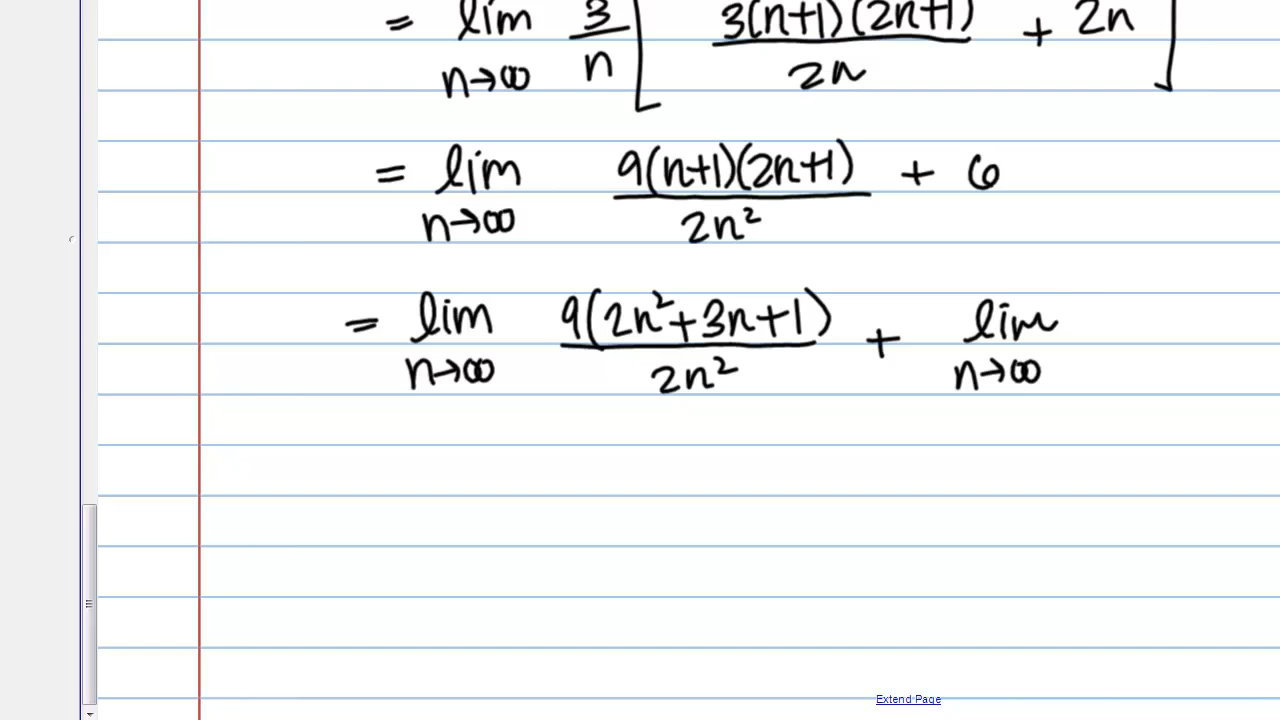 = lim n→∞ 3/n [ 3(n+1)(2n+1)/2n + 2n ]
= lim n→∞ 9(n+1)(2n+1)/2n² + 6
= lim n→∞ 9(2n²+3n+1)/2n² + lim n→∞
Extend Page